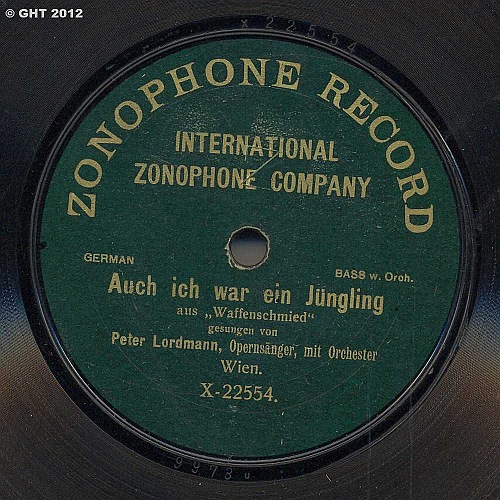 © GHT 2012
x 22554
ZONOPHONE RECORD
INTERNATIONAL
ZONOPHONE COMPANY
GERMAN
BASS w. Orch.
Auch ich war ein Jüngling
aus „Waffenschmied“
gesungen von
Peter Lordmann, Opernsänger, mit Orchester
Wien.
X-22554.